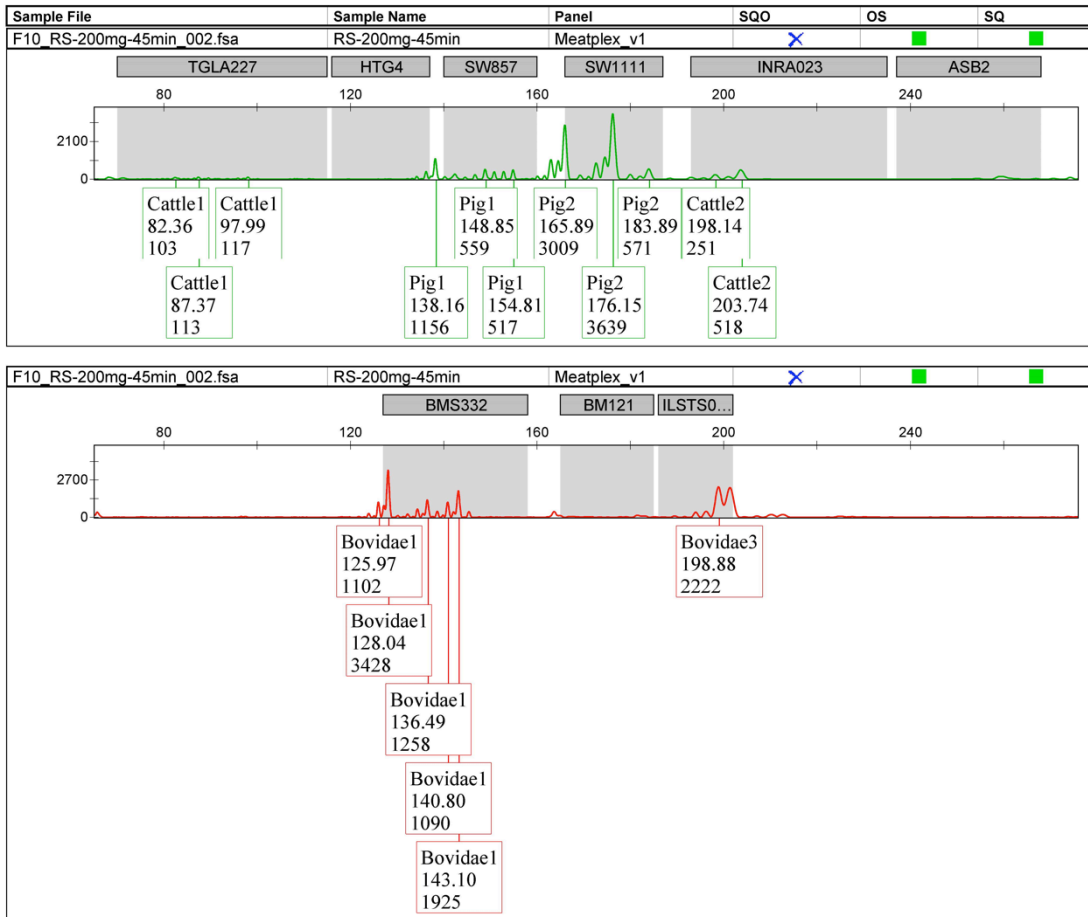 Sample File Sample Name Panel SQO OS SQ
F10_RS-200mg-45min_002.fsa RS-200mg-45min Meatplex_v1
TGLA227 HTG4 SW857 SW1111 INRA023 ASB2
80 120 160 200 240
2100
0
Cattle1 Cattle1 Pig1 Pig2 Pig2 Cattle2
82.36 97.99 148.85 165.89 183.89 198.14
103 117 559 3009 571 251
Cattle1 Pig1 Pig1 Pig2 Cattle2
87.37 138.16 154.81 176.15 203.74
113 1156 517 3639 518
F10_RS-200mg-45min_002.fsa RS-200mg-45min Meatplex_v1
BMS332 BM121 ILSTS0...
80 120 160 200 240
2700
0
Bovidae1 Bovidae3
125.97 198.88
1102 2222
Bovidae1
128.04
3428
Bovidae1
136.49
1258
Bovidae1
140.80
1090
Bovidae1
143.10
1925